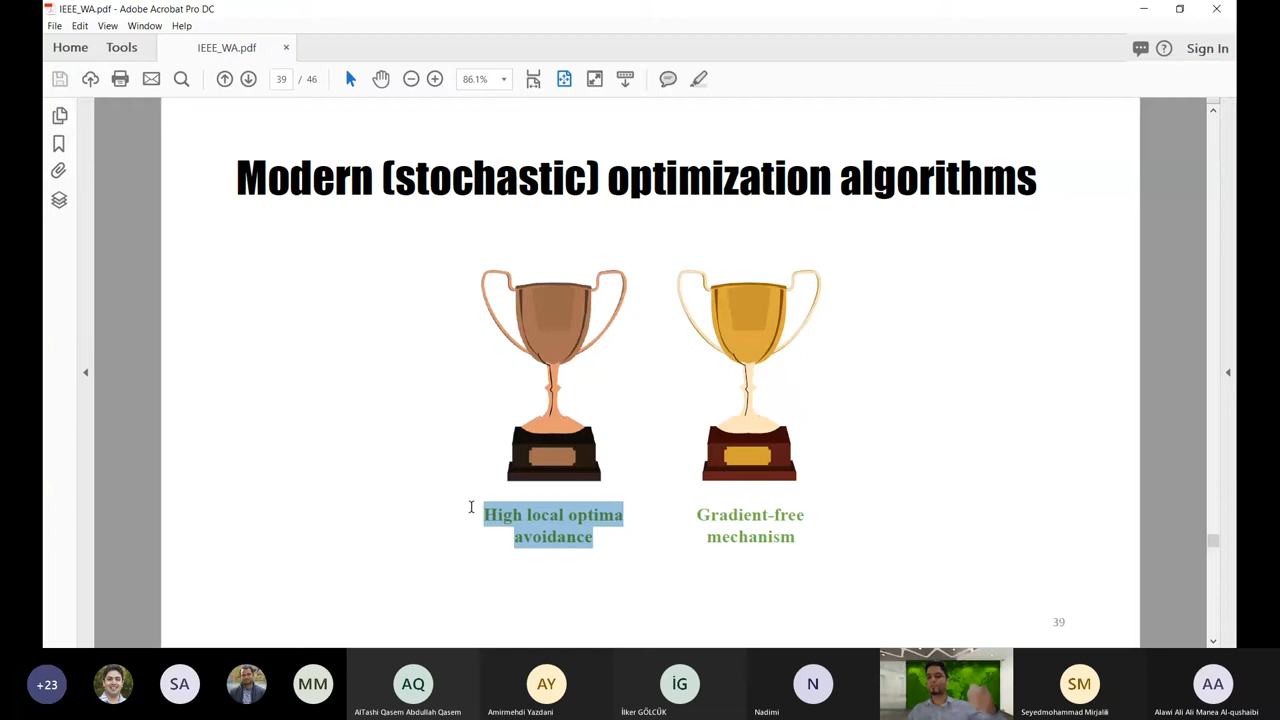 IEEE_WA.pdf - Adobe Acrobat Pro DC
File Edit View Window Help
Home Tools IEEE_WA.pdf × Sign In
39 / 46 86.1%
Modern (stochastic) optimization algorithms
High local optima
avoidance
Gradient-free
mechanism
39
+23 SA MM AQ AY İG N SM AA
AlTashi Qasem Abdullah Qasem Amirmehdi Yazdani İlker GÖLCÜK Nadimi Seyedmohammad Mirjalili Alawi Ali Ali Manea Al-qushaibi